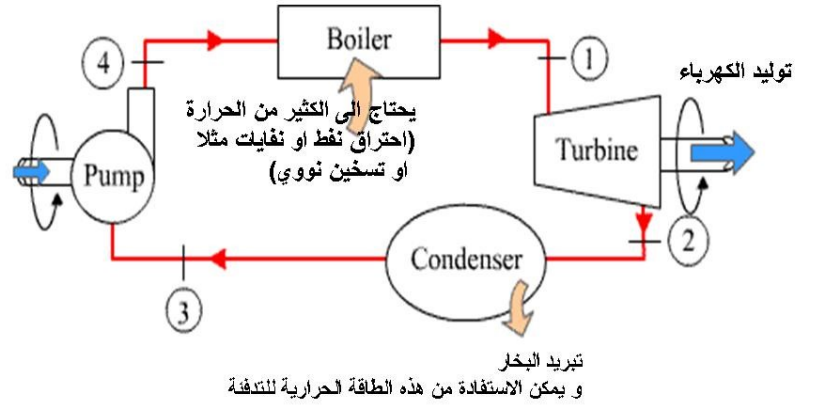 Boiler
4
1
توليد الكهرباء
يحتاج الى الكثير من الحرارة
(احتراق نفط او نفايات مثلا
او تسخين نووي)
Turbine
Pump
Condenser
2
3
تبريد البخار
و يمكن الاستفادة من هذه الطاقة الحرارية للتدفئة